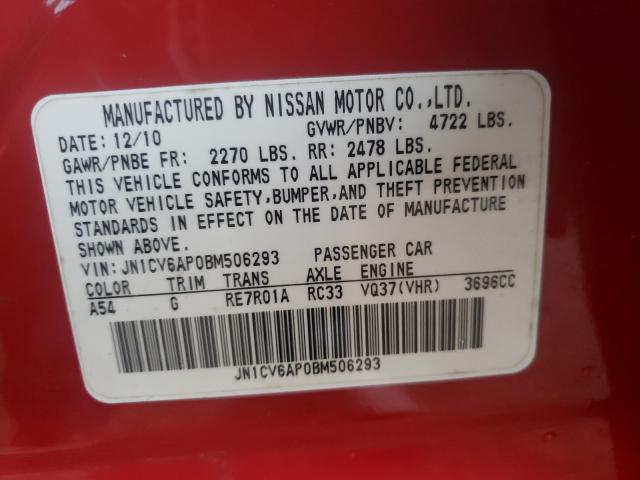 MANUFACTURED BY NISSAN MOTOR CO.,LTD.
DATE: 12/10 GVWR/PNBV: 4722 LBS.
GAWR/PNBE FR: 2270 LBS. RR: 2478 LBS.
THIS VEHICLE CONFORMS TO ALL APPLICABLE FEDERAL
MOTOR VEHICLE SAFETY,BUMPER,AND THEFT PREVENTION
STANDARDS IN EFFECT ON THE DATE OF MANUFACTURE
SHOWN ABOVE.
VIN: JN1CV6AP0BM506293 PASSENGER CAR
COLOR TRIM TRANS AXLE ENGINE
A54 G RE7R01A RC33 VQ37(VHR) 3696CC
JN1CV6AP0BM506293